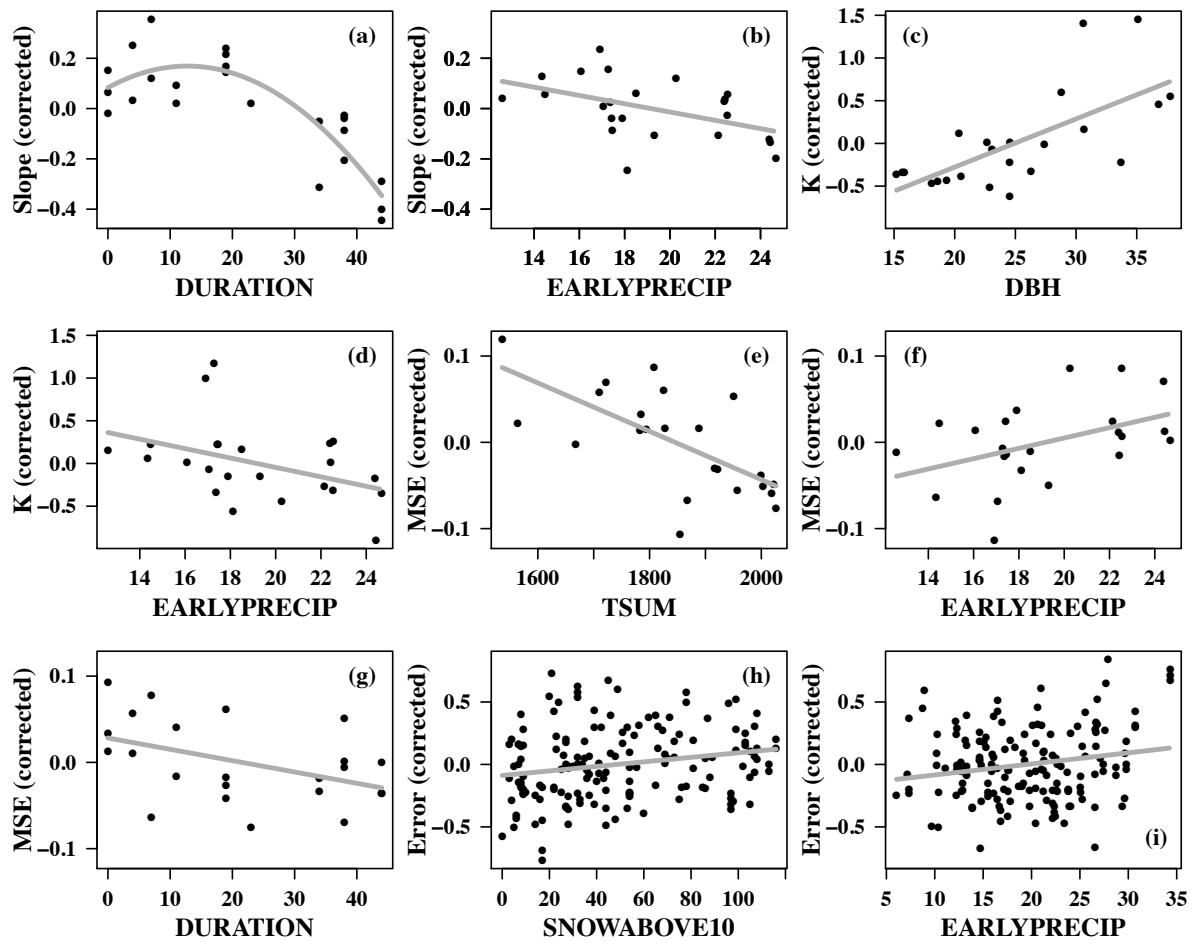 (a)
Slope (corrected)
0.2
0.0
−0.2
−0.4
0 10 20 30 40
DURATION
(b)
Slope (corrected)
0.2
0.0
−0.2
−0.4
14 16 18 20 22 24
EARLYPRECIP
(c)
K (corrected)
1.5
1.0
0.5
0.0
−0.5
15 20 25 30 35
DBH
(d)
K (corrected)
1.5
1.0
0.5
0.0
−0.5
14 16 18 20 22 24
EARLYPRECIP
(e)
MSE (corrected)
0.1
0.0
−0.1
1600 1800 2000
TSUM
(f)
MSE (corrected)
0.1
0.0
−0.1
14 16 18 20 22 24
EARLYPRECIP
(g)
MSE (corrected)
0.1
0.0
−0.1
0 10 20 30 40
DURATION
(h)
Error (corrected)
0.5
0.0
−0.5
0 20 40 60 80 100
SNOWABOVE10
(i)
Error (corrected)
0.5
0.0
−0.5
5 10 15 20 25 30 35
EARLYPRECIP